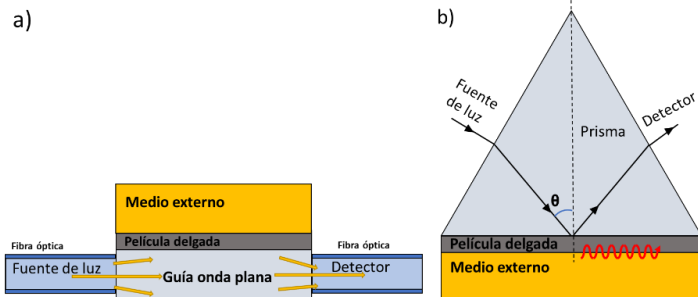 a)
Medio externo
Película delgada
Fibra óptica
Fuente de luz
Guía onda plana
Fibra óptica
Detector
b)
Fuente
de luz
Detector
Prisma
θ
Película delgada
Medio externo